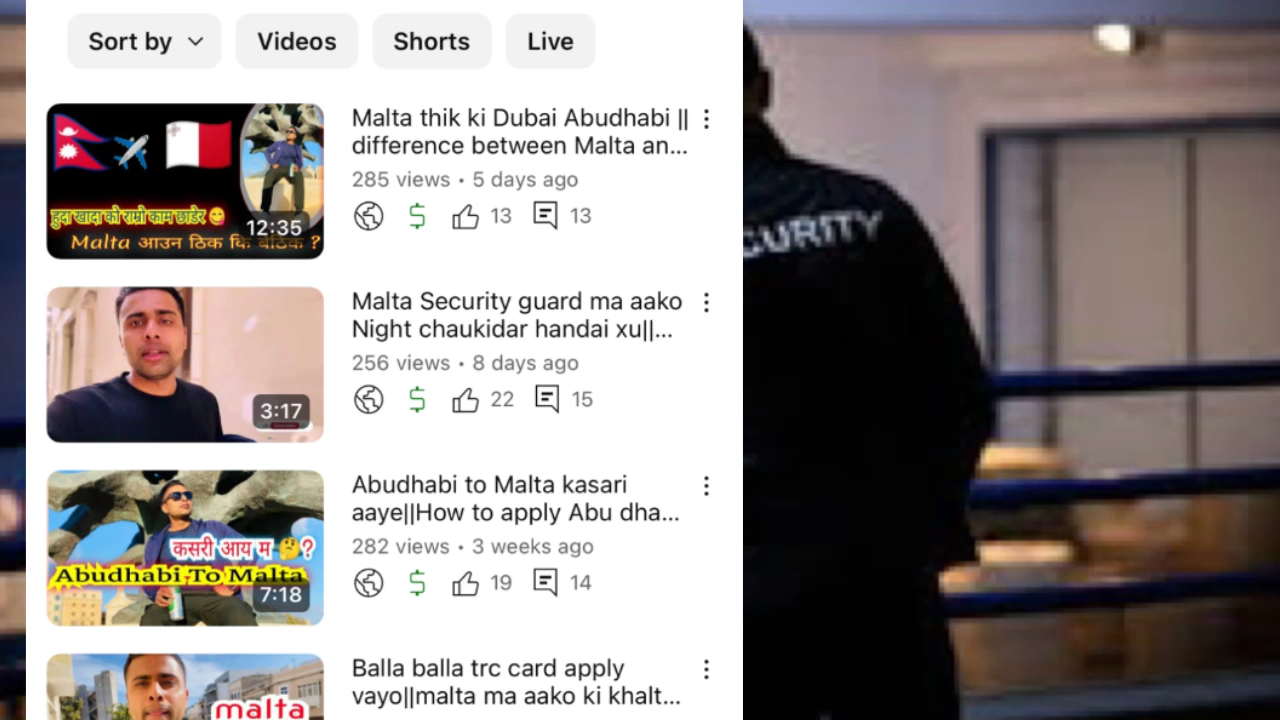 Sort by
Videos
Shorts
Live
हुदा खादा को राम्रो काम छाडेर
Malta आउन ठिक कि बेठिक ?
12:35
Malta thik ki Dubai Abudhabi ||
difference between Malta an...
285 views • 5 days ago
13
13
3:17
Malta Security guard ma aako
Night chaukidar handai xu||...
256 views • 8 days ago
22
15
कसरी आय म ?
Abudhabi To Malta
7:18
Abudhabi to Malta kasari
aaye||How to apply Abu dha...
282 views • 3 weeks ago
19
14
malta
Balla balla trc card apply
vayo||malta ma aako ki khalt...
CURITY